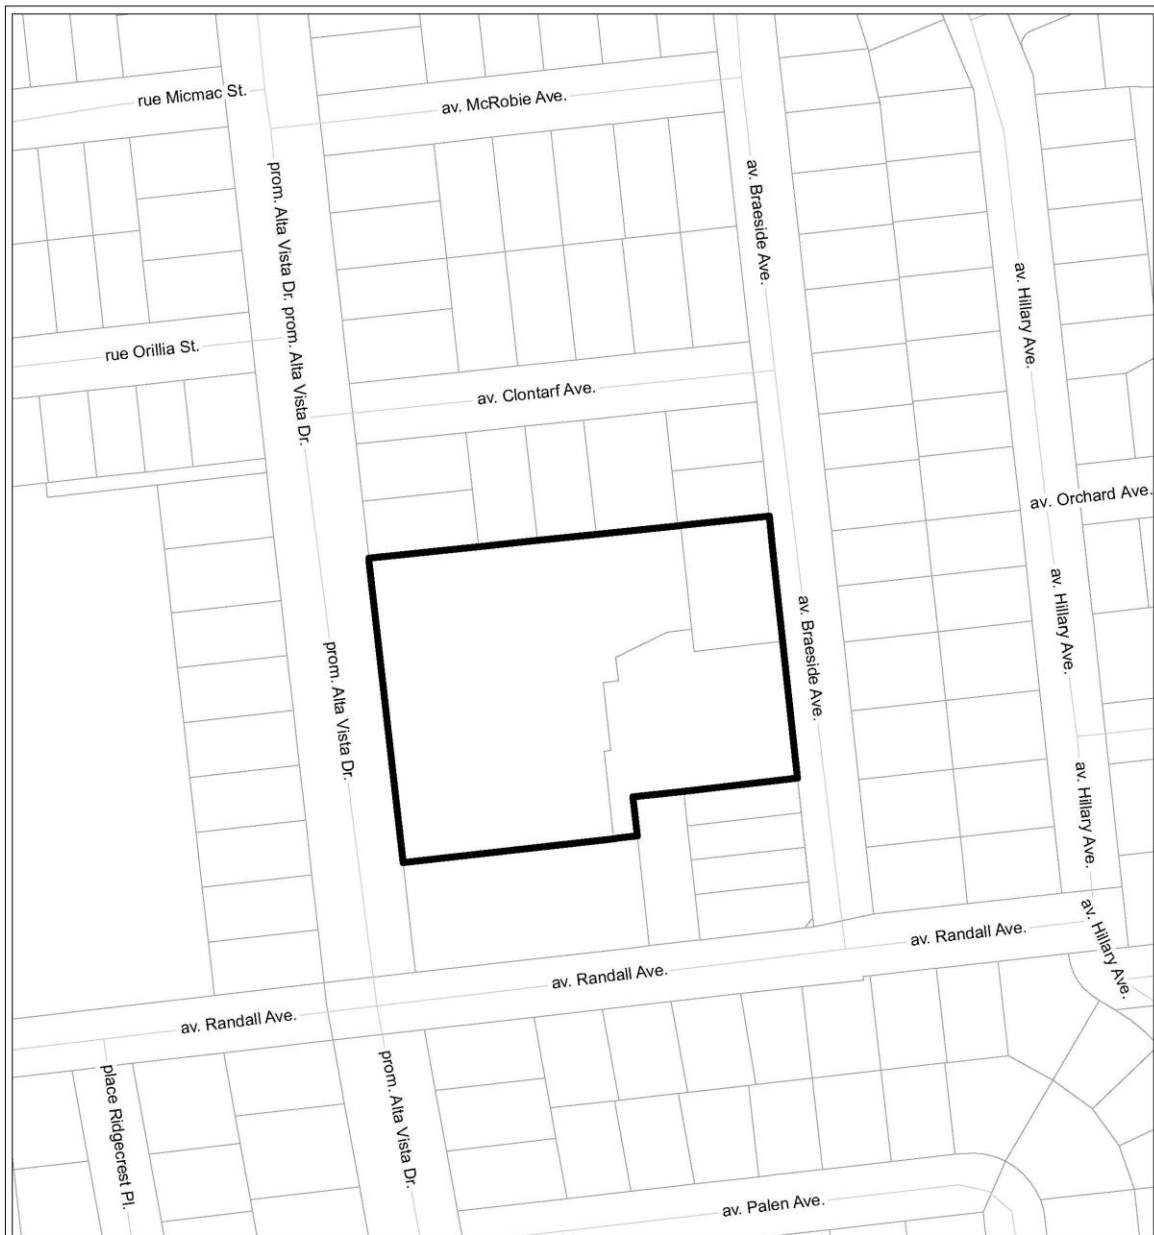 rue Micmac St.
av. McRobie Ave.
prom. Alta Vista Dr.
av. Braeside Ave.
av. Hillary Ave.
rue Orillia St.
prom. Alta Vista Dr.
av. Clontarf Ave.
av. Orchard Ave.
av. Hillary Ave.
av. Braeside Ave.
prom. Alta Vista Dr.
av. Hillary Ave.
av. Hillary Ave.
av. Randall Ave.
av. Randall Ave.
av. Randall Ave.
place Ridgecrest Pl.
prom. Alta Vista Dr.
av. Palen Ave.